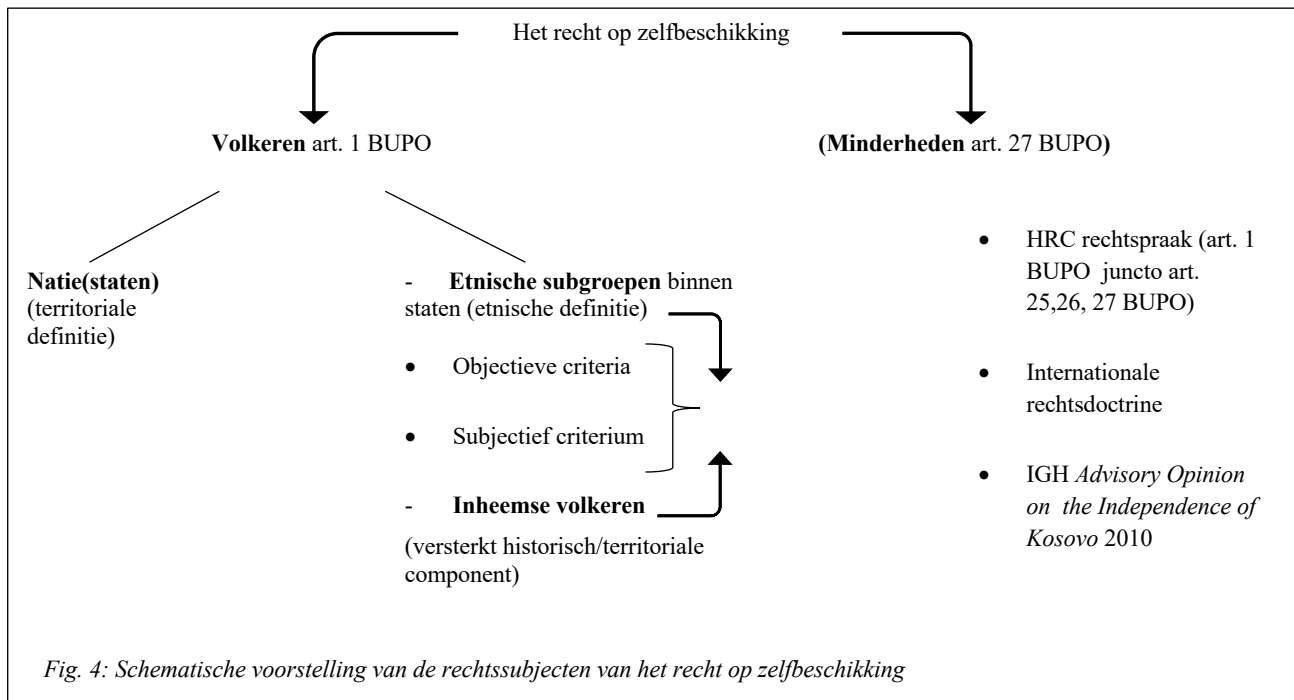 Het recht op zelfbeschikking
Volkeren art. 1 BUPO
(Minderheden art. 27 BUPO)
Natie(staten)
(territoriale
definitie)
- Etnische subgroepen binnen
staten (etnische definitie)
• Objectieve criteria
• Subjectief criterium
- Inheemse volkeren
(versterkt historisch/territoriale
component)
• HRC rechtspraak (art. 1
BUPO juncto art.
25,26, 27 BUPO)
• Internationale
rechtsdoctrine
• IGH Advisory Opinion
on the Independence of
Kosovo 2010
Fig. 4: Schematische voorstelling van de rechtssubjecten van het recht op zelfbeschikking